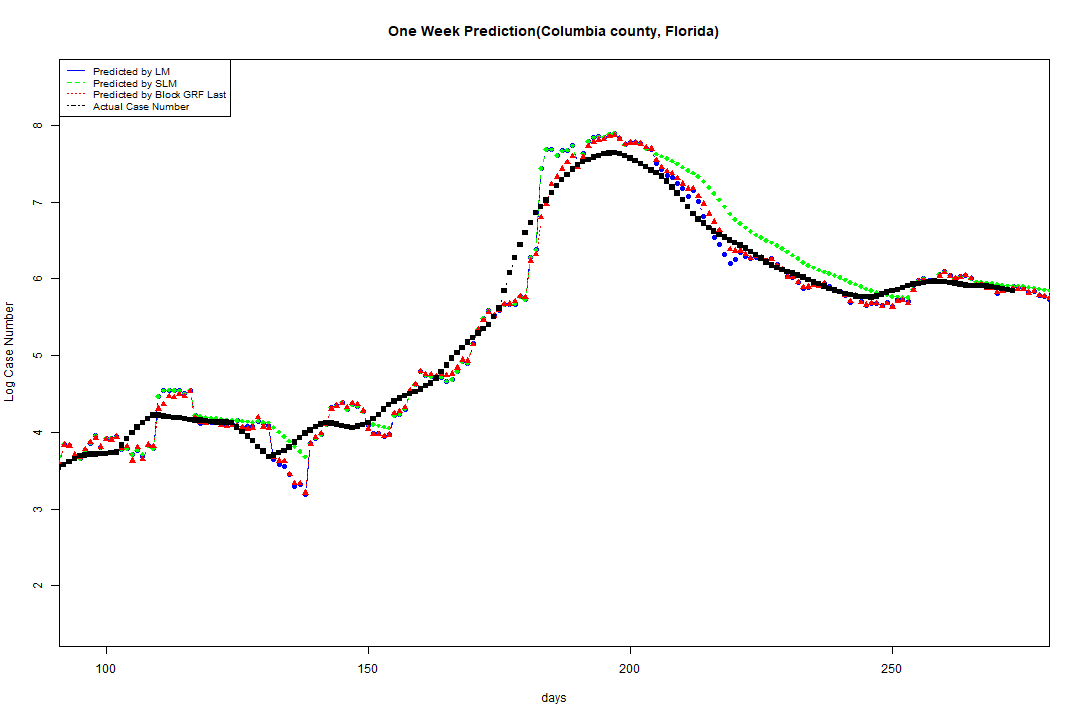 One Week Prediction(Columbia county, Florida)
Predicted by LM
Predicted by SLM
Predicted by Block GRF Last
Actual Case Number
Log Case Number
8
7
6
5
4
3
2
100 150 200 250
days